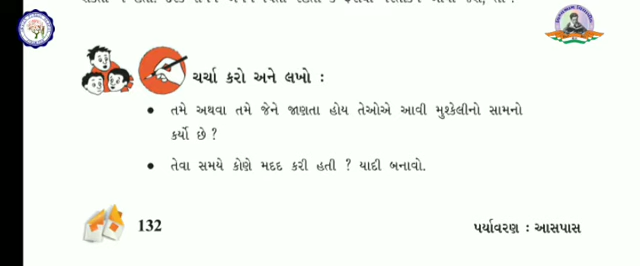 ચર્ચા કરો અને લખો :
• તમે અથવા તમે જેને જાણતા હોય તેઓએ આવી મુશ્કેલીનો સામનો
કર્યો છે ?
• તેવા સમયે કોણે મદદ કરી હતી ? યાદી બનાવો.
132
પર્યાવરણ : આસપાસ